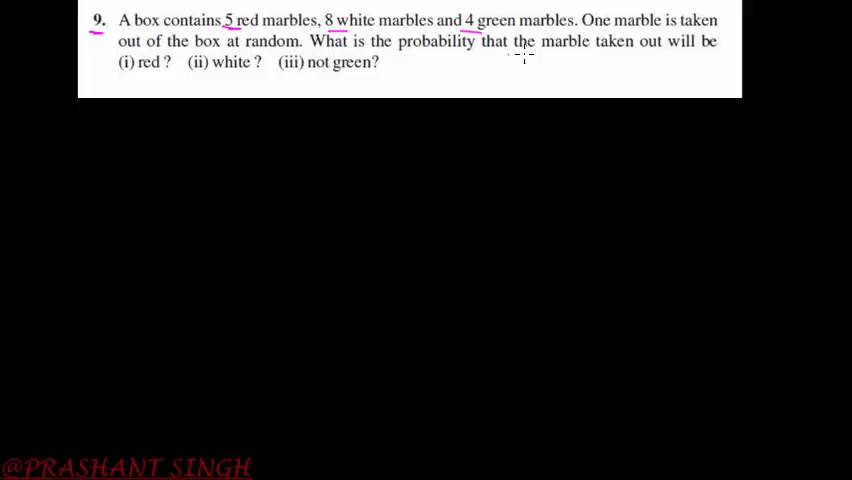 9. A box contains 5 red marbles, 8 white marbles and 4 green marbles. One marble is taken
out of the box at random. What is the probability that the marble taken out will be
(i) red ? (ii) white ? (iii) not green?
@PRASHANT SINGH